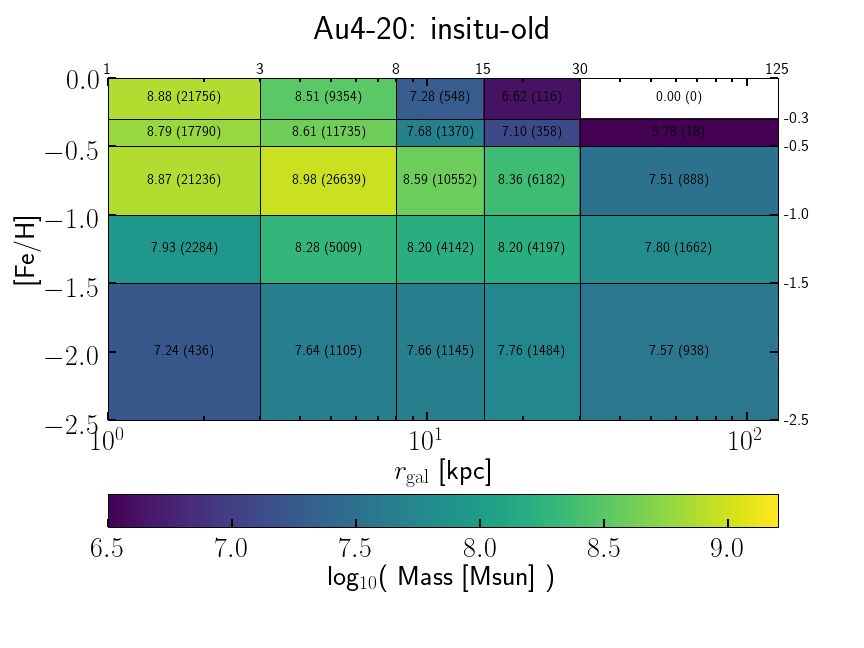 Au4-20: insitu-old
1 3 8 15 30 125
0.0 8.88 (21756) 8.51 (9354) 7.28 (548) 6.62 (116) 0.00 (0)
-0.3
8.79 (17790) 8.61 (11735) 7.68 (1370) 7.10 (358) 5.78 (18)
−0.5 -0.5
8.87 (21236) 8.98 (26639) 8.59 (10552) 8.36 (6182) 7.51 (888)
−1.0 -1.0
[Fe/H]
7.93 (2284) 8.28 (5009) 8.20 (4142) 8.20 (4197) 7.80 (1662)
−1.5 -1.5
7.24 (436) 7.64 (1105) 7.66 (1145) 7.76 (1484) 7.57 (938)
−2.0
−2.5 -2.5
10⁰ 10¹ 10²
r_gal [kpc]
6.5 7.0 7.5 8.0 8.5 9.0
log₁₀( Mass [Msun] )